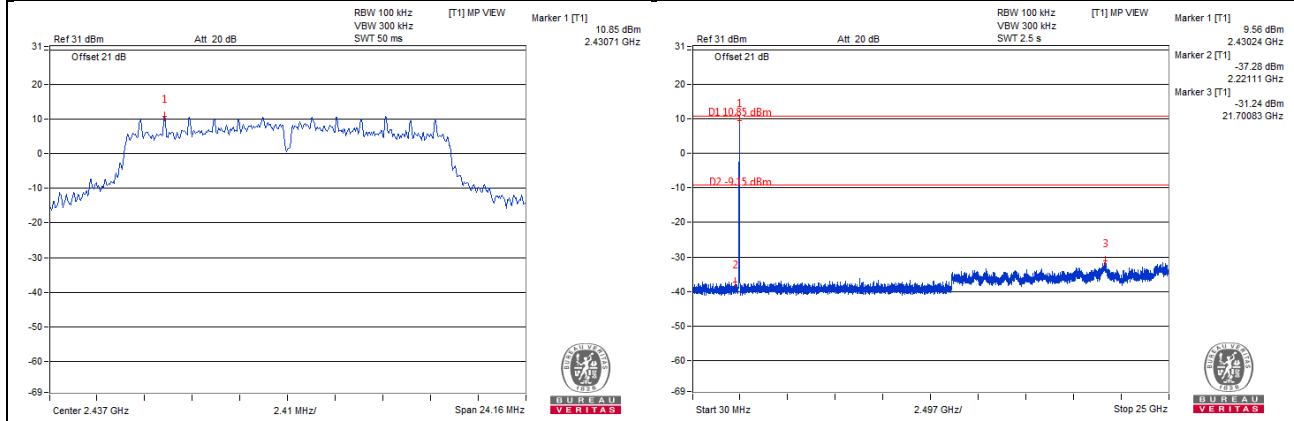 RBW 100 kHz [T1] MP VIEW
VBW 300 kHz
Ref 31 dBm Att 20 dB SWT 50 ms
Marker 1 [T1]
10.85 dBm
2.43071 GHz
31
Offset 21 dB
20
1
10
0
-10
-20
-30
-40
-50
-60
-69
Center 2.437 GHz 2.41 MHz/ Span 24.16 MHz
BUREAU VERITAS
1828
BUREAU
VERITAS
RBW 100 kHz [T1] MP VIEW
VBW 300 kHz
Ref 31 dBm Att 20 dB SWT 2.5 s
Marker 1 [T1]
9.56 dBm
2.43024 GHz
Marker 2 [T1]
-37.28 dBm
2.22111 GHz
Marker 3 [T1]
-31.24 dBm
21.70083 GHz
31
Offset 21 dB
20
1
D1 10.85 dBm
10
0
D2 -9.15 dBm
-10
-20
3
2
-30
-40
-50
-60
-69
Start 30 MHz 2.497 GHz/ Stop 25 GHz
BUREAU VERITAS
1828
BUREAU
VERITAS